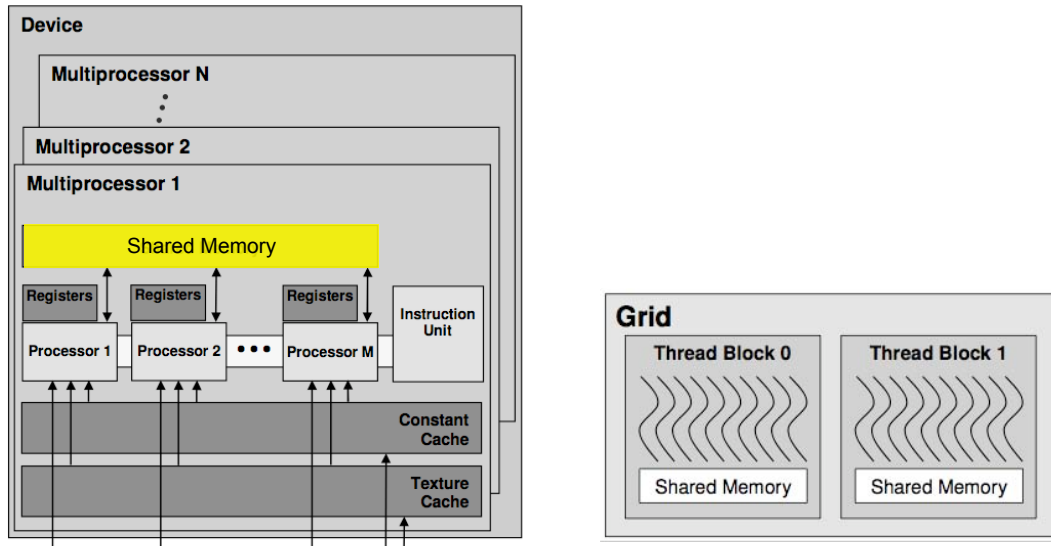 Device
Multiprocessor N
Multiprocessor 2
Multiprocessor 1
Shared Memory
Registers
Registers
Registers
Instruction
Unit
Processor 1
Processor 2
Processor M
Constant
Cache
Texture
Cache
Grid
Thread Block 0
Thread Block 1
Shared Memory
Shared Memory